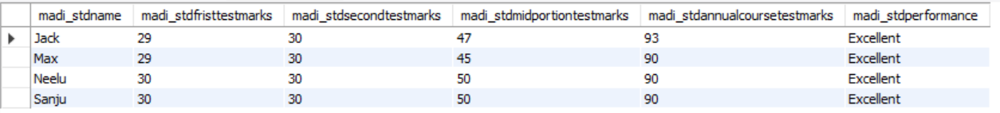 madi_stdname madi_stdfristtestmarks madi_stdsecondtestmarks madi_stdmidportiontestmarks madi_stdannualcoursetestmarks madi_stdperformance
Jack 29 30 47 93 Excellent
Max 29 30 45 90 Excellent
Neelu 30 30 50 90 Excellent
Sanju 30 30 50 90 Excellent